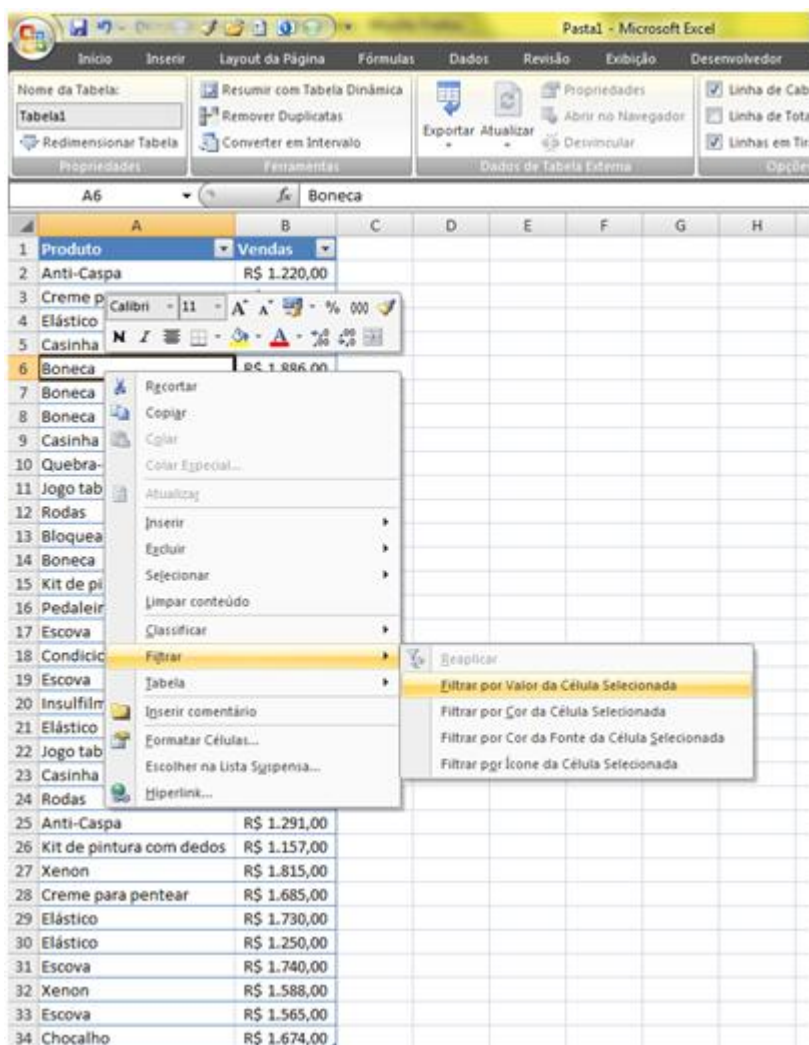 Pasta1 - Microsoft Excel
Início Inserir Layout da Página Fórmulas Dados Revisão Exibição Desenvolvedor
Nome da Tabela:
Tabela1
Redimensionar Tabela
Propriedades
Resumir com Tabela Dinâmica
Remover Duplicatas
Converter em Intervalo
Ferramentas
Exportar Atualizar
Propriedades
Abrir no Navegador
Desvincular
Dados de Tabela Externa
Linha de Cab
Linha de Tota
Linhas em Tir
Opções
A6 fx Boneca
A B C D E F G H
1 Produto Vendas
2 Anti-Caspa R$ 1.220,00
3 Creme p
4 Elástico
5 Casinha
Calibri 11 A A % 000
N I A
6 Boneca R$ 1.886,00
7 Boneca
8 Boneca
9 Casinha
10 Quebra-
11 Jogo tab
12 Rodas
13 Bloquea
14 Boneca
15 Kit de pi
16 Pedaleir
17 Escova
18 Condicio
19 Escova
20 Insulfilm
21 Elástico
22 Jogo tab
23 Casinha
24 Rodas
Recortar
Copiar
Colar
Colar Especial...
Atualizar
Inserir
Excluir
Selecionar
Limpar conteúdo
Classificar
Filtrar
Tabela
Inserir comentário
Formatar Células...
Escolher na Lista Suspensa...
Hiperlink...
Reaplicar
Filtrar por Valor da Célula Selecionada
Filtrar por Cor da Célula Selecionada
Filtrar por Cor da Fonte da Célula Selecionada
Filtrar por Ícone da Célula Selecionada
25 Anti-Caspa R$ 1.291,00
26 Kit de pintura com dedos R$ 1.157,00
27 Xenon R$ 1.815,00
28 Creme para pentear R$ 1.685,00
29 Elástico R$ 1.730,00
30 Elástico R$ 1.250,00
31 Escova R$ 1.740,00
32 Xenon R$ 1.588,00
33 Escova R$ 1.565,00
34 Chocalho R$ 1.674,00